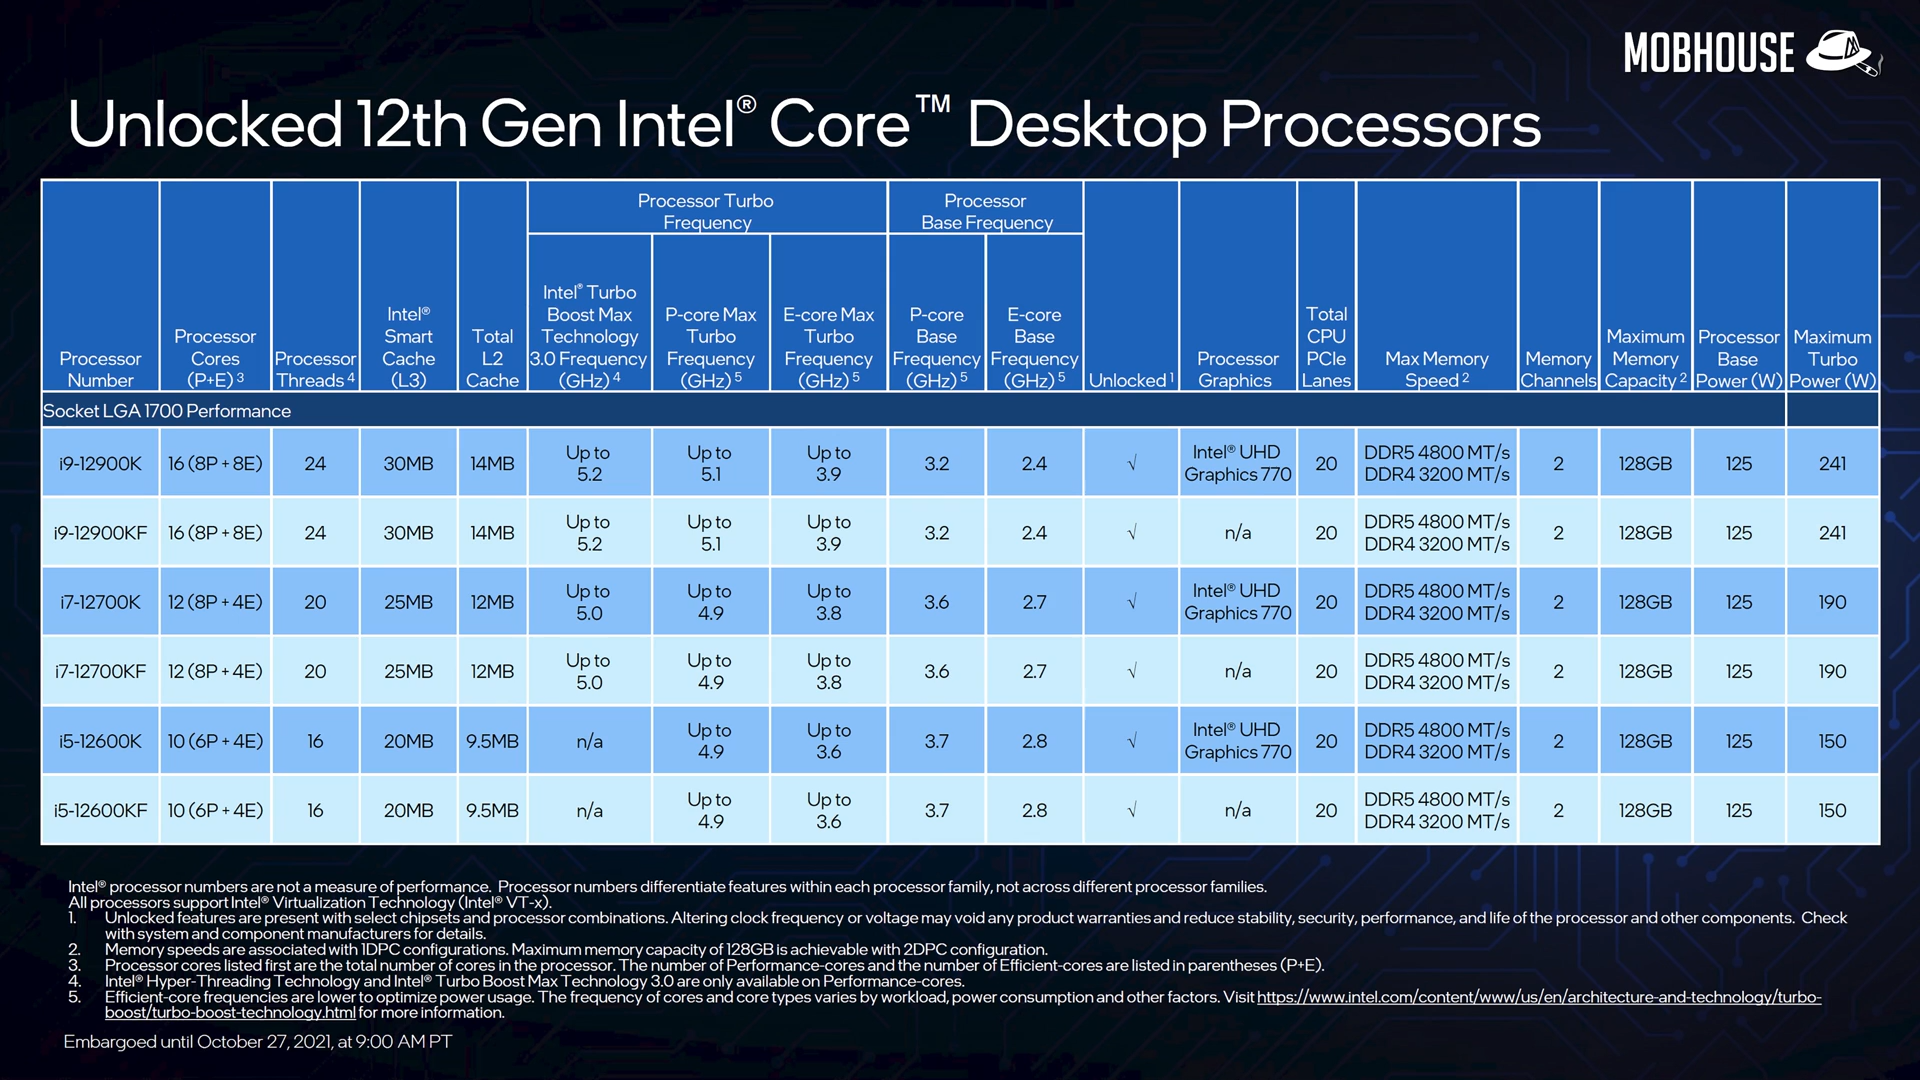 MOBHOUSE
Unlocked 12th Gen Intel® Core™ Desktop Processors
Processor Number
Processor Cores (P+E) 3
Processor Threads 4
Intel® Smart Cache (L3)
Total L2 Cache
Processor Turbo Frequency
Intel® Turbo Boost Max Technology 3.0 Frequency (GHz) 4
P-core Max Turbo Frequency (GHz) 5
E-core Max Turbo Frequency (GHz) 5
Processor Base Frequency
P-core Base Frequency (GHz) 5
E-core Base Frequency (GHz) 5
Unlocked 1
Processor Graphics
Total CPU PCIe Lanes
Max Memory Speed 2
Memory Channels
Maximum Memory Capacity 2
Processor Base Power (W)
Maximum Turbo Power (W)
Socket LGA 1700 Performance
i9-12900K 16 (8P + 8E) 24 30MB 14MB Up to 5.2 Up to 5.1 Up to 3.9 3.2 2.4 √ Intel® UHD Graphics 770 20 DDR5 4800 MT/s DDR4 3200 MT/s 2 128GB 125 241
i9-12900KF 16 (8P + 8E) 24 30MB 14MB Up to 5.2 Up to 5.1 Up to 3.9 3.2 2.4 √ n/a 20 DDR5 4800 MT/s DDR4 3200 MT/s 2 128GB 125 241
i7-12700K 12 (8P + 4E) 20 25MB 12MB Up to 5.0 Up to 4.9 Up to 3.8 3.6 2.7 √ Intel® UHD Graphics 770 20 DDR5 4800 MT/s DDR4 3200 MT/s 2 128GB 125 190
i7-12700KF 12 (8P + 4E) 20 25MB 12MB Up to 5.0 Up to 4.9 Up to 3.8 3.6 2.7 √ n/a 20 DDR5 4800 MT/s DDR4 3200 MT/s 2 128GB 125 190
i5-12600K 10 (6P + 4E) 16 20MB 9.5MB n/a Up to 4.9 Up to 3.6 3.7 2.8 √ Intel® UHD Graphics 770 20 DDR5 4800 MT/s DDR4 3200 MT/s 2 128GB 125 150
i5-12600KF 10 (6P + 4E) 16 20MB 9.5MB n/a Up to 4.9 Up to 3.6 3.7 2.8 √ n/a 20 DDR5 4800 MT/s DDR4 3200 MT/s 2 128GB 125 150
Intel® processor numbers are not a measure of performance. Processor numbers differentiate features within each processor family, not across different processor families.
All processors support Intel® Virtualization Technology (Intel® VT-x).
1. Unlocked features are present with select chipsets and processor combinations. Altering clock frequency or voltage may void any product warranties and reduce stability, security, performance, and life of the processor and other components. Check
with system and component manufacturers for details.
2. Memory speeds are associated with 1DPC configurations. Maximum memory capacity of 128GB is achievable with 2DPC configuration.
3. Processor cores listed first are the total number of cores in the processor. The number of Performance-cores and the number of Efficient-cores are listed in parentheses (P+E).
4. Intel® Hyper-Threading Technology and Intel® Turbo Boost Max Technology 3.0 are only available on Performance-cores.
5. Efficient-core frequencies are lower to optimize power usage. The frequency of cores and core types varies by workload, power consumption and other factors. Visit https://www.intel.com/content/www/us/en/architecture-and-technology/turbo-
boost/turbo-boost-technology.html for more information.
Embargoed until October 27, 2021, at 9:00 AM PT